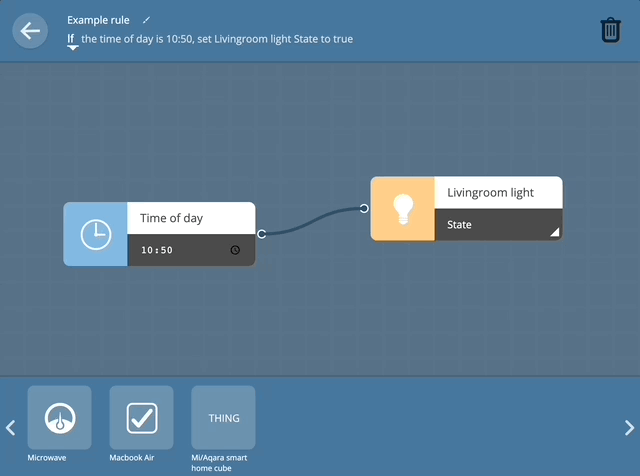 Example rule
If the time of day is 10:50, set Livingroom light State to true
Time of day
10:50
Livingroom light
State
THING
Microwave
Macbook Air
Mi/Aqara smart
home cube